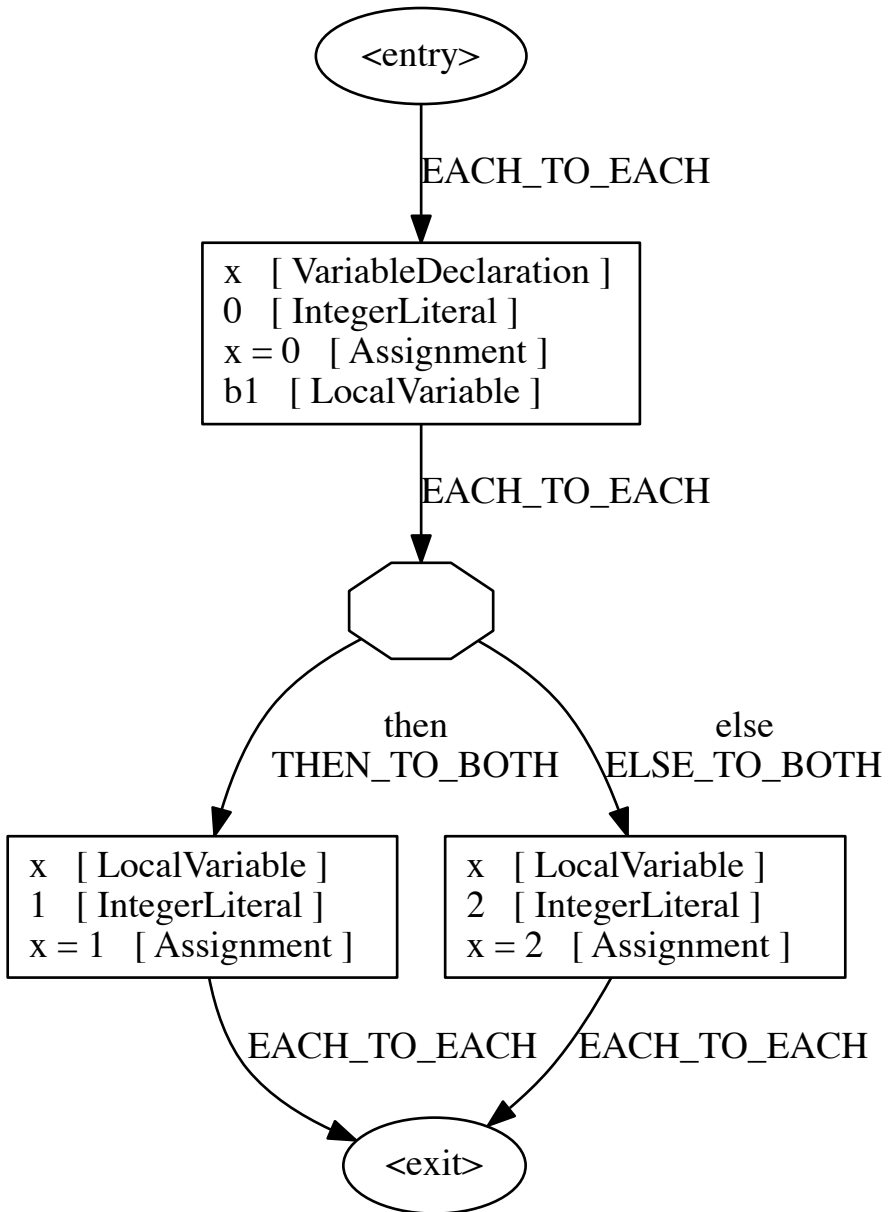 <entry>
EACH_TO_EACH
x [ VariableDeclaration ]
0 [ IntegerLiteral ]
x = 0 [ Assignment ]
b1 [ LocalVariable ]
EACH_TO_EACH
then
THEN_TO_BOTH
else
ELSE_TO_BOTH
x [ LocalVariable ]
1 [ IntegerLiteral ]
x = 1 [ Assignment ]
x [ LocalVariable ]
2 [ IntegerLiteral ]
x = 2 [ Assignment ]
EACH_TO_EACH
EACH_TO_EACH
<exit>